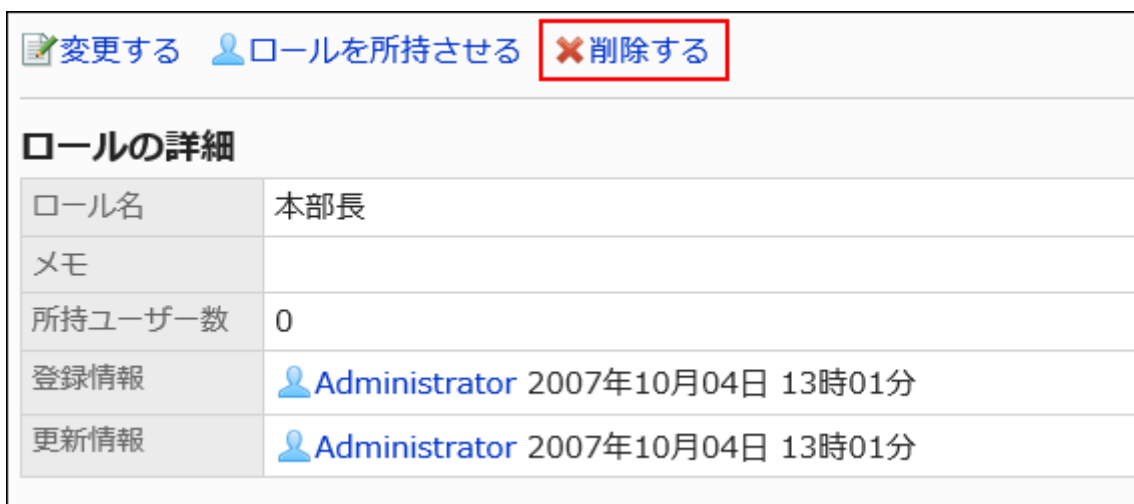 変更する ロールを所持させる 削除する
ロールの詳細
ロール名 本部長
メモ
所持ユーザー数 0
登録情報 Administrator 2007年10月04日 13時01分
更新情報 Administrator 2007年10月04日 13時01分